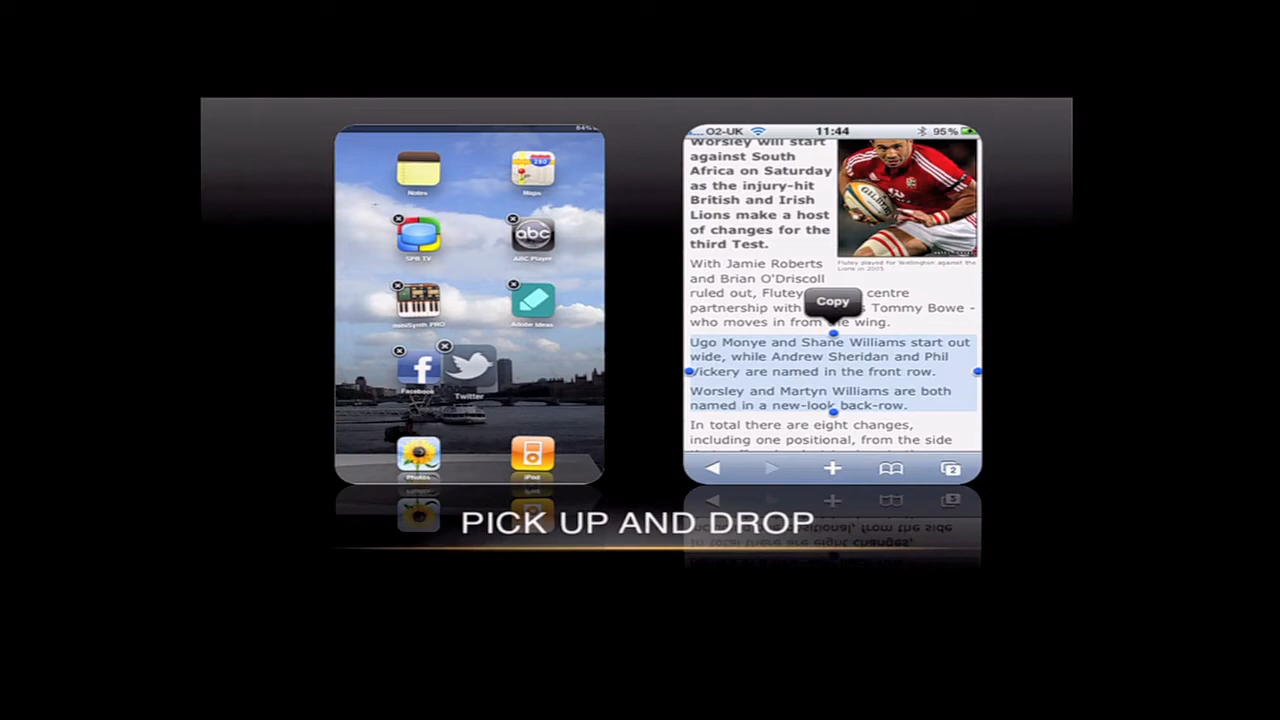 84%
Notes
Maps
280
SPB TV
abc
ABC Player
miniSynth PRO
Adobe Ideas
f
Facebook
Twitter
Photos
iPod
O2-UK 11:44 95%
Worsley will start
against South
Africa on Saturday
as the injury-hit
British and Irish
Lions make a host
of changes for the
third Test.
GILBERT
Flutey played for Wellington against the
Lions in 2005
With Jamie Roberts
and Brian O'Driscoll
ruled out, Flutey centre
partnership with s Tommy Bowe -
who moves in from the wing.
Copy
Ugo Monye and Shane Williams start out
wide, while Andrew Sheridan and Phil
Vickery are named in the front row.
Worsley and Martyn Williams are both
named in a new-look back-row.
In total there are eight changes,
including one positional, from the side
2
PICK UP AND DROP